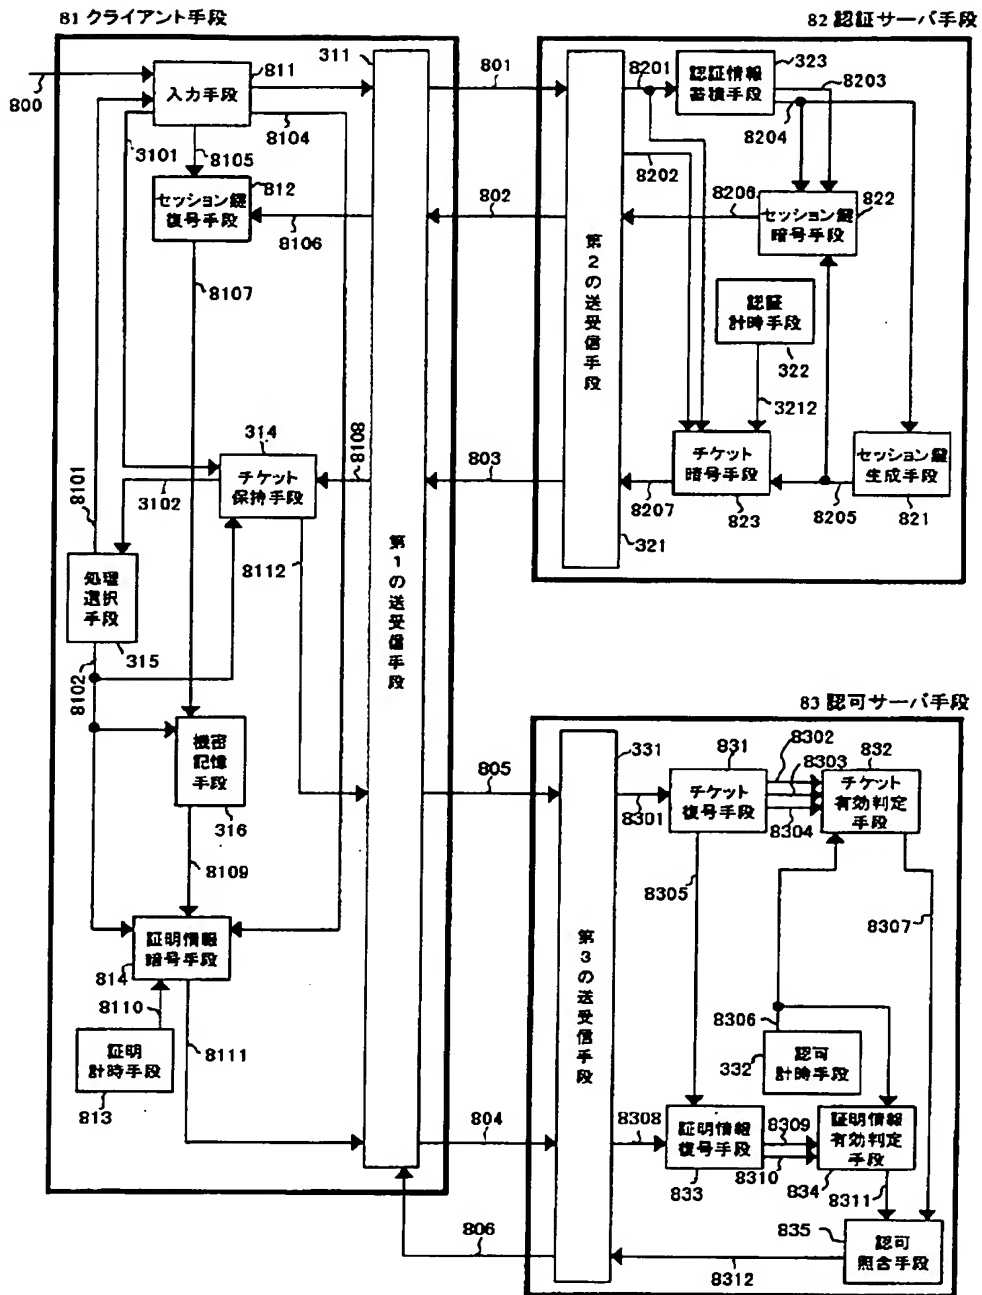 81 クライアント手段
82 認証サーバ手段
800
811
入力手段
3101
8105
8104
812
セッション鍵
復号手段
8106
8107
311
801
802
第1の送受信手段
314
チケット
保持手段
8108
803
8101
3102
処理
選択
手段
315
8102
8112
機密
記憶
手段
316
8109
証明情報
暗号手段
814
8110
証明
計時手段
813
8111
805
804
806
8201
323
認証情報
蓄積手段
8203
8204
8202
8206
セッション鍵
暗号手段
822
第2の送受信手段
認証
計時手段
322
3212
チケット
暗号手段
823
8207
セッション鍵
生成手段
821
8205
321
83 認可サーバ手段
331
831
8302
8303
832
8301
チケット
復号手段
8304
チケット
有効判定
手段
8305
8307
第3の送受信手段
8306
332
認可
計時手段
8308
証明情報
復号手段
833
8309
8310
証明情報
有効判定
手段
834
8311
835
認可
照合手段
8312